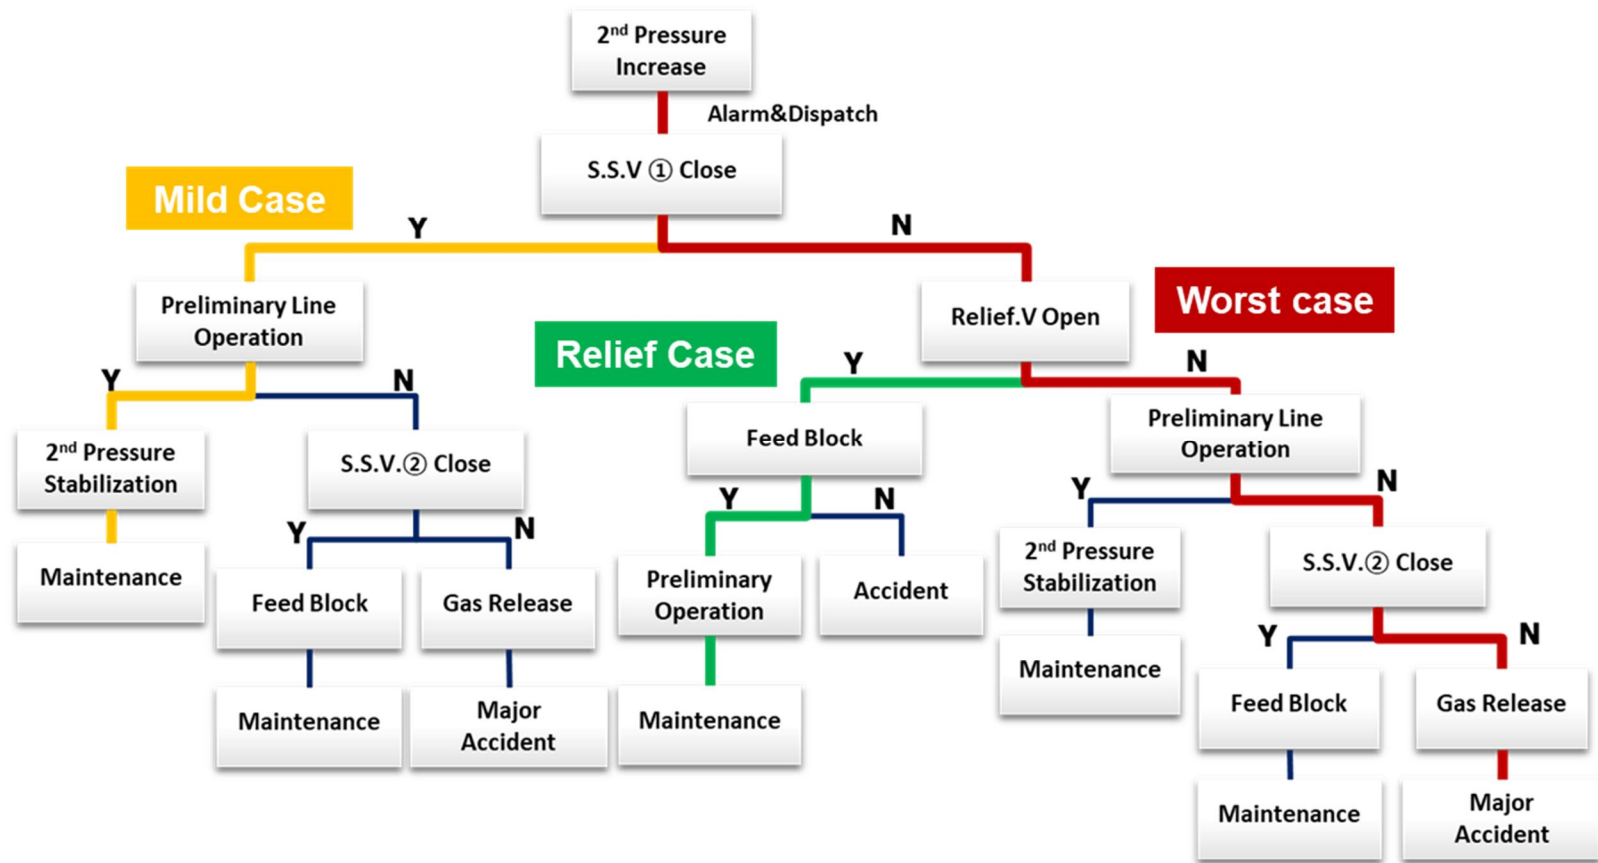 2nd Pressure
Increase
Alarm&Dispatch
S.S.V ① Close
Mild Case
Y
N
Preliminary Line
Operation
Relief.V Open
Worst case
Relief Case
Y
N
Y
N
2nd Pressure
Stabilization
S.S.V.② Close
Feed Block
Preliminary Line
Operation
Y
N
Y
N
Y
N
Maintenance
Feed Block
Gas Release
Preliminary
Operation
Accident
2nd Pressure
Stabilization
S.S.V.② Close
Y
N
Maintenance
Major
Accident
Maintenance
Maintenance
Feed Block
Gas Release
Maintenance
Major
Accident